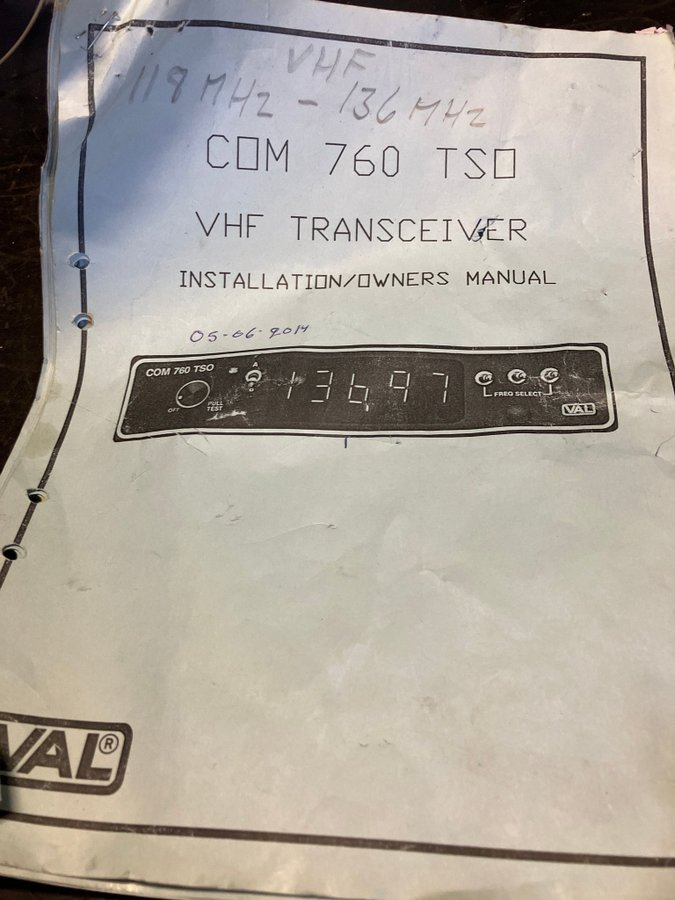 VHF
118 MHz - 136 MHz
COM 760 TSO
VHF TRANSCEIVER
INSTALLATION/OWNERS MANUAL
05-06-2014
COM 760 TSO
OFF
PULL
TEST
136.97
FREQ SELECT
VAL
VAL®